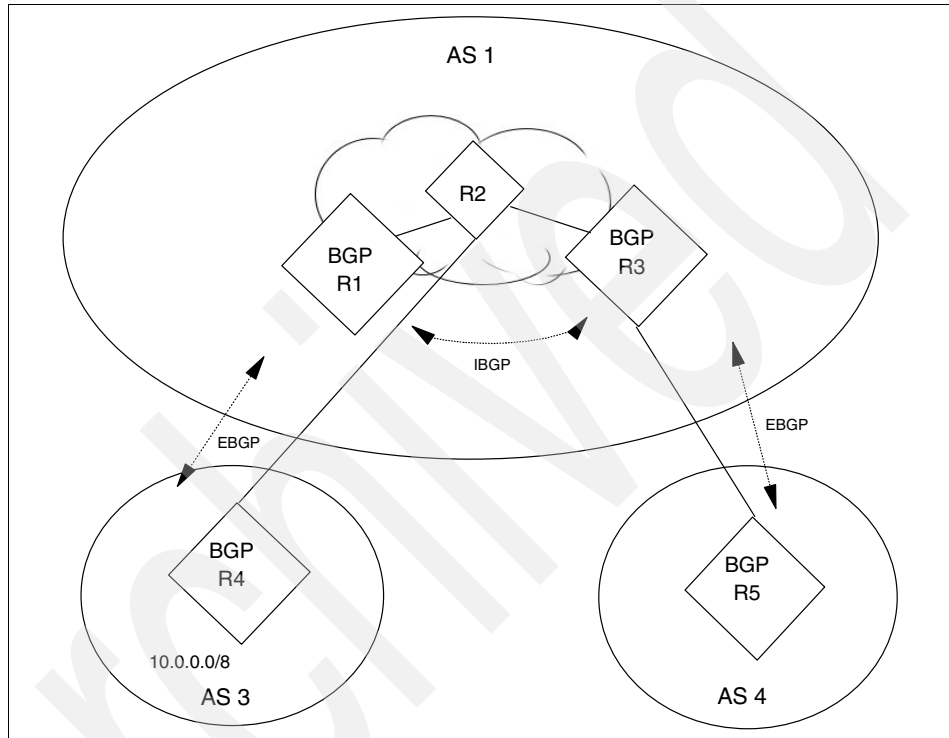 AS 1
R2
BGP
R1
BGP
R3
IBGP
EBGP
EBGP
BGP
R4
BGP
R5
10.0.0.0/8
AS 3
AS 4
rchived